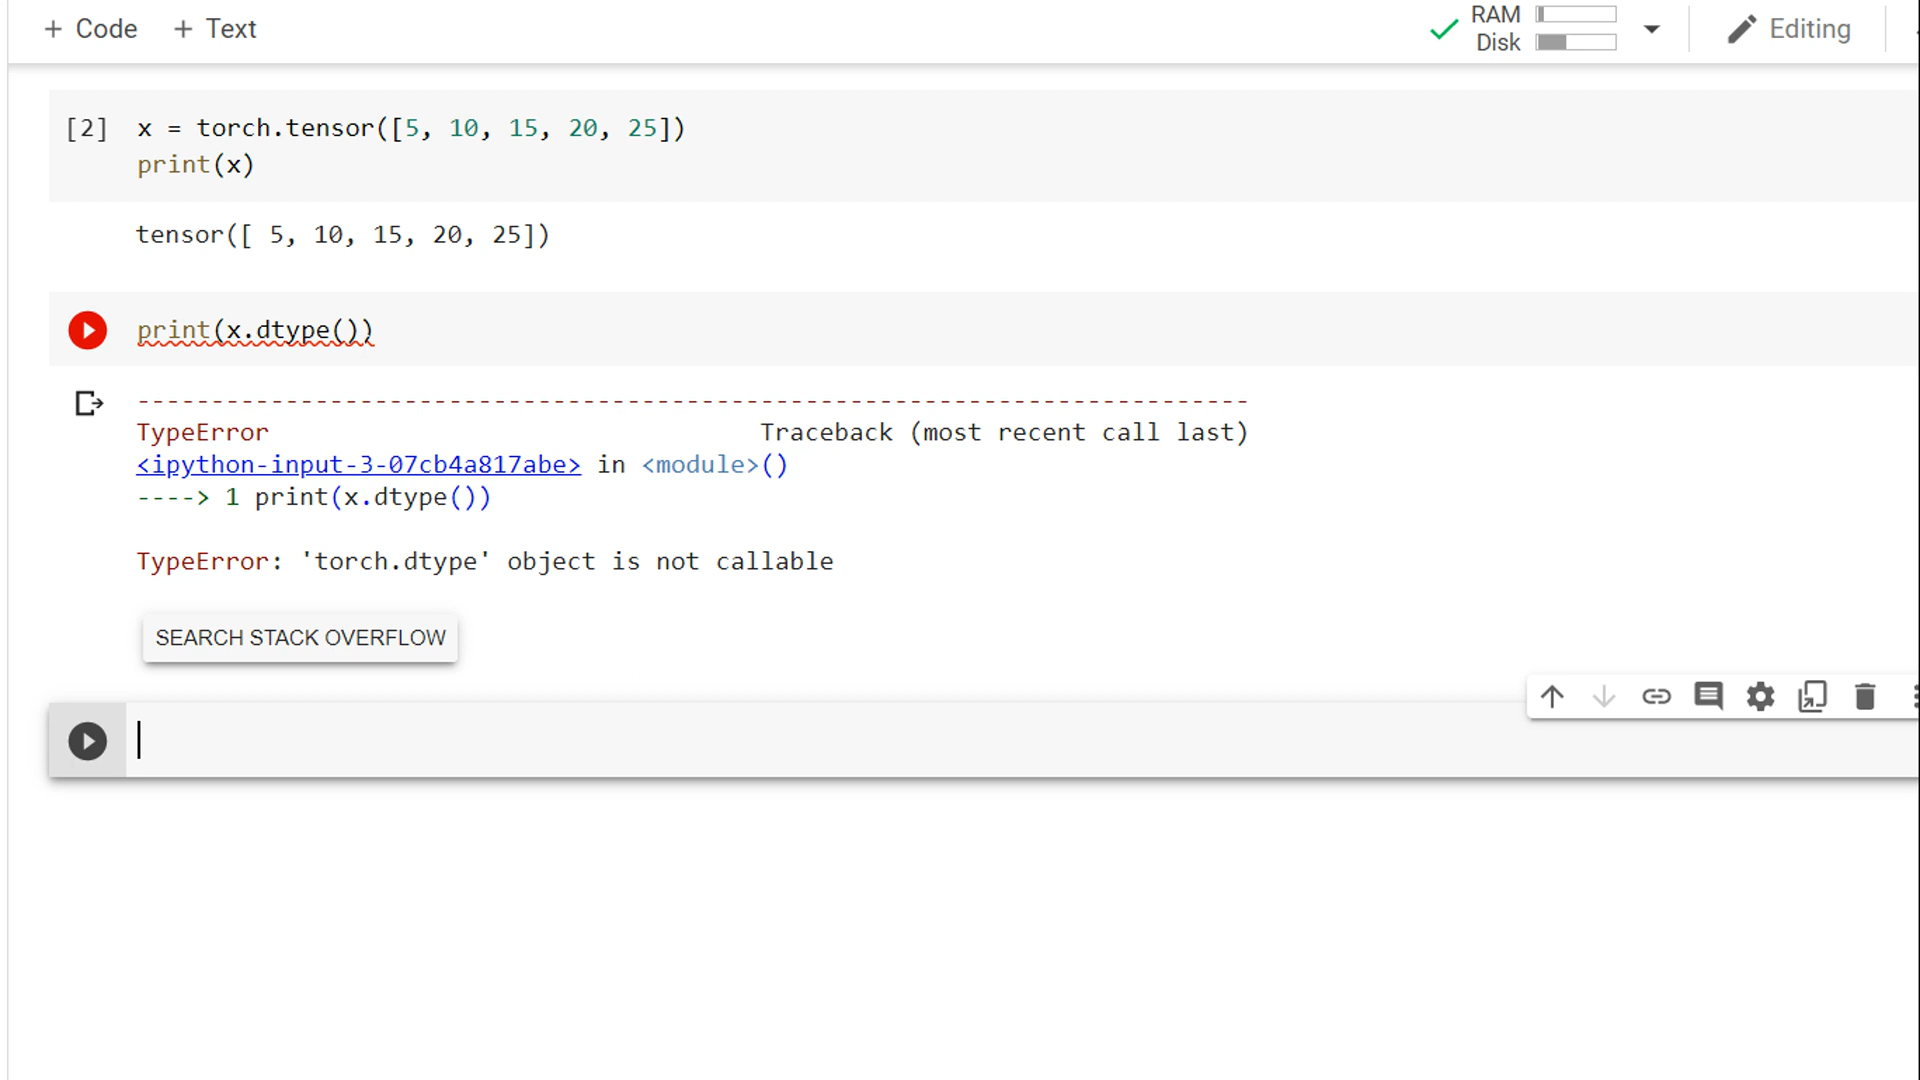 + Code + Text
RAM
Disk
Editing
[2] x = torch.tensor([5, 10, 15, 20, 25])
print(x)
tensor([ 5, 10, 15, 20, 25])
print(x.dtype())
---------------------------------------------------------------------------
TypeError                                 Traceback (most recent call last)
<ipython-input-3-07cb4a817abe> in <module>()
----> 1 print(x.dtype())
TypeError: 'torch.dtype' object is not callable
SEARCH STACK OVERFLOW